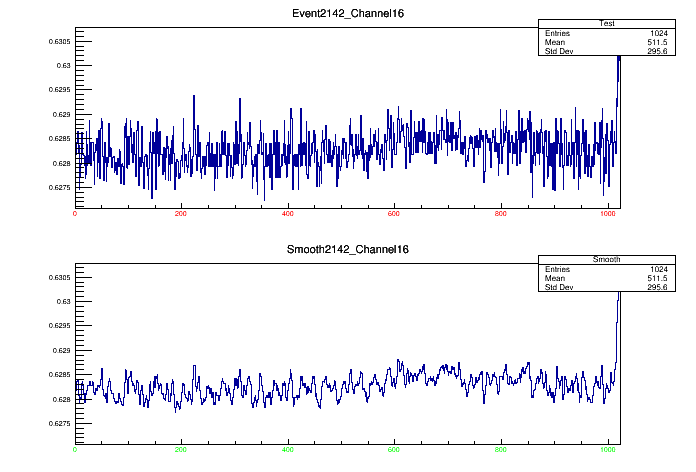 Event2142_Channel16
Test
Entries 1024
Mean 511.5
Std Dev 295.6
0.6305
0.63
0.6295
0.629
0.6285
0.628
0.6275
0 200 400 600 800 1000
Smooth2142_Channel16
Smooth
Entries 1024
Mean 511.5
Std Dev 295.6
0.6305
0.63
0.6295
0.629
0.6285
0.628
0.6275
0 200 400 600 800 1000